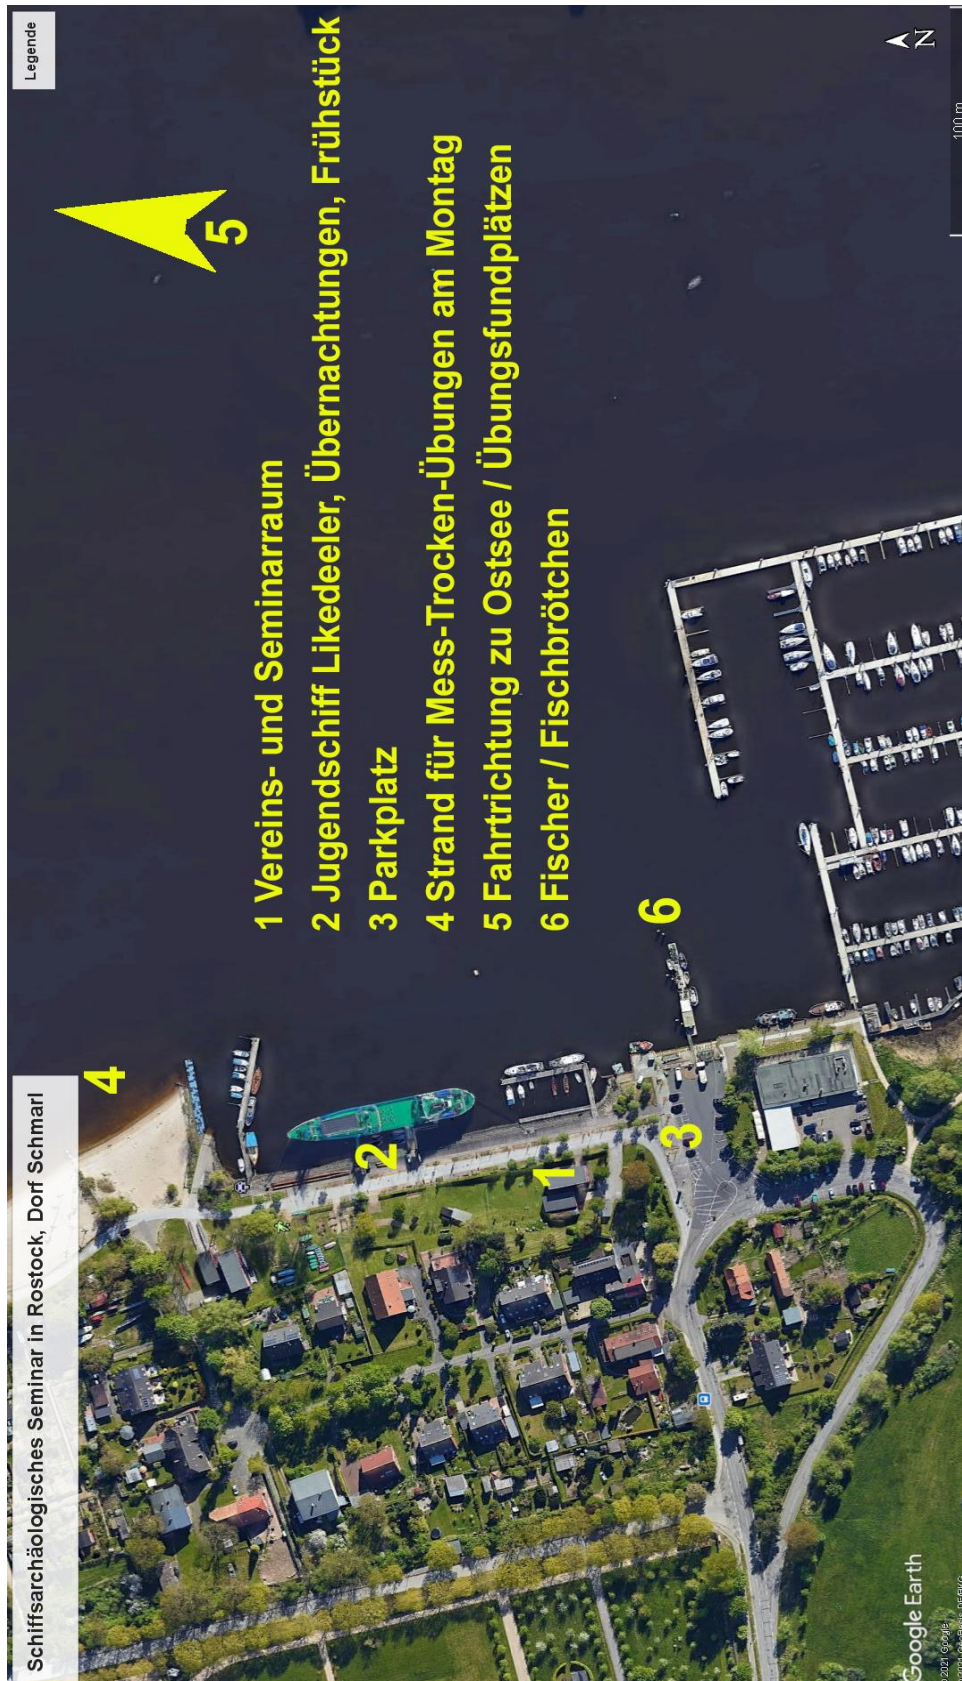 Schiffsarchäologisches Seminar in Rostock, Dorf Schmarl
Legende
4
5
1 Vereins- und Seminarraum
2 Jugendschiff Likedeeler, Übernachtungen, Frühstück
3 Parkplatz
4 Strand für Mess-Trocken-Übungen am Montag
5 Fahrtrichtung zu Ostsee / Übungsfundplätzen
6 Fischer / Fischbrötchen
2
1
6
3
N
Google Earth
© 2021 Google
100 m